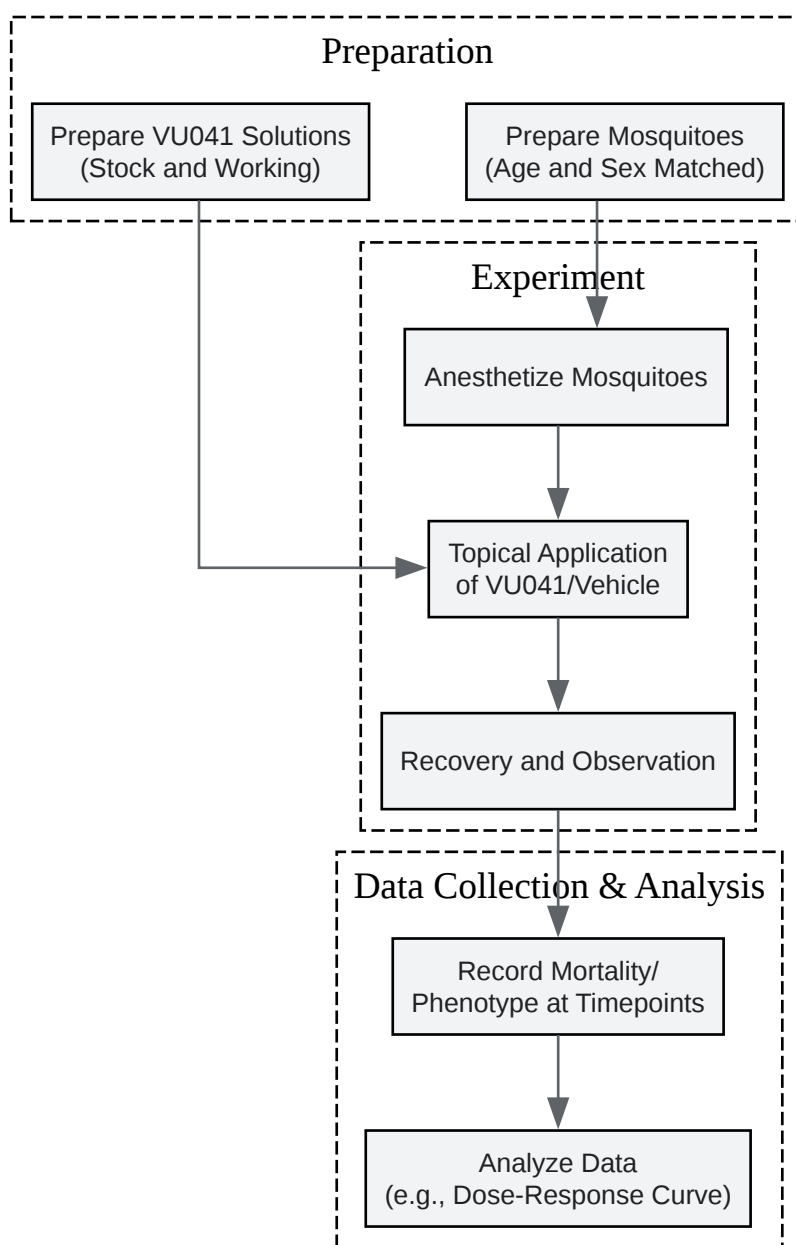 Preparation
Prepare VU041 Solutions
(Stock and Working)
Prepare Mosquitoes
(Age and Sex Matched)
Experiment
Anesthetize Mosquitoes
Topical Application
of VU041/Vehicle
Recovery and Observation
Data Collection & Analysis
Record Mortality/
Phenotype at Timepoints
Analyze Data
(e.g., Dose-Response Curve)